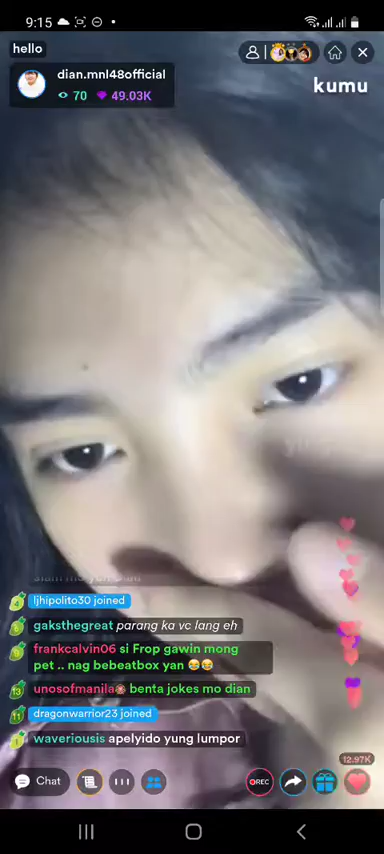 9:15
hello
dian.mnl48official
70 49.03K
kumu
ljhipolito30 joined
gaksthegreat parang ka vc lang eh
frankcalvin06 si Frop gawin mong
pet .. nag bebeatbox yan 😂😂
unosofmanila benta jokes mo dian
dragonwarrior23 joined
waveriousis apelyido yung lumpor
12.97K
Chat
REC